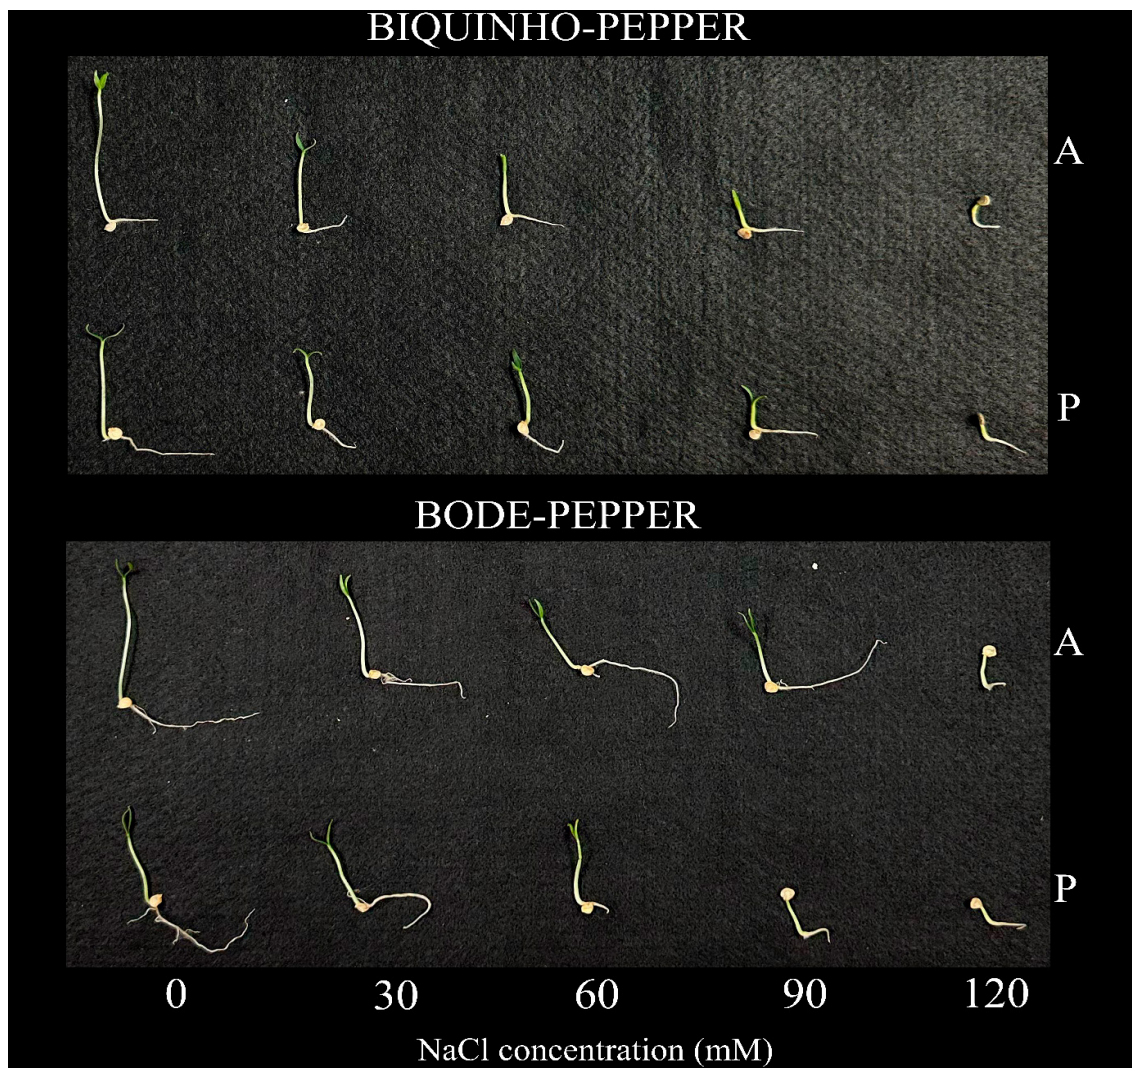 BIQUINHO-PEPPER
A
P
BODE-PEPPER
A
P
0 30 60 90 120
NaCl concentration (mM)